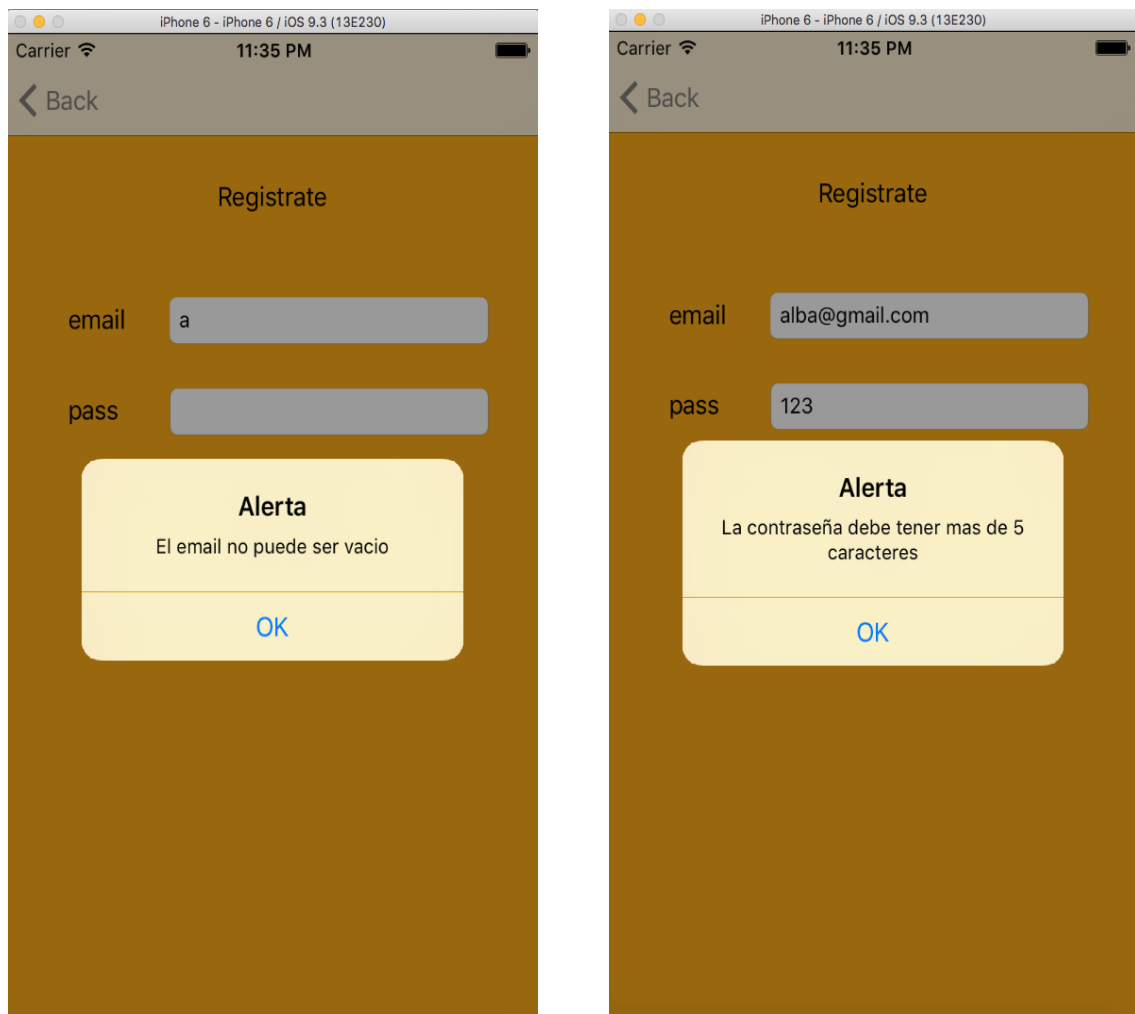 iPhone 6 - iPhone 6 / iOS 9.3 (13E230)
Carrier 11:35 PM
Back
Registrate
email a
pass
Alerta
El email no puede ser vacio
OK
iPhone 6 - iPhone 6 / iOS 9.3 (13E230)
Carrier 11:35 PM
Back
Registrate
email alba@gmail.com
pass 123
Alerta
La contraseña debe tener mas de 5
caracteres
OK